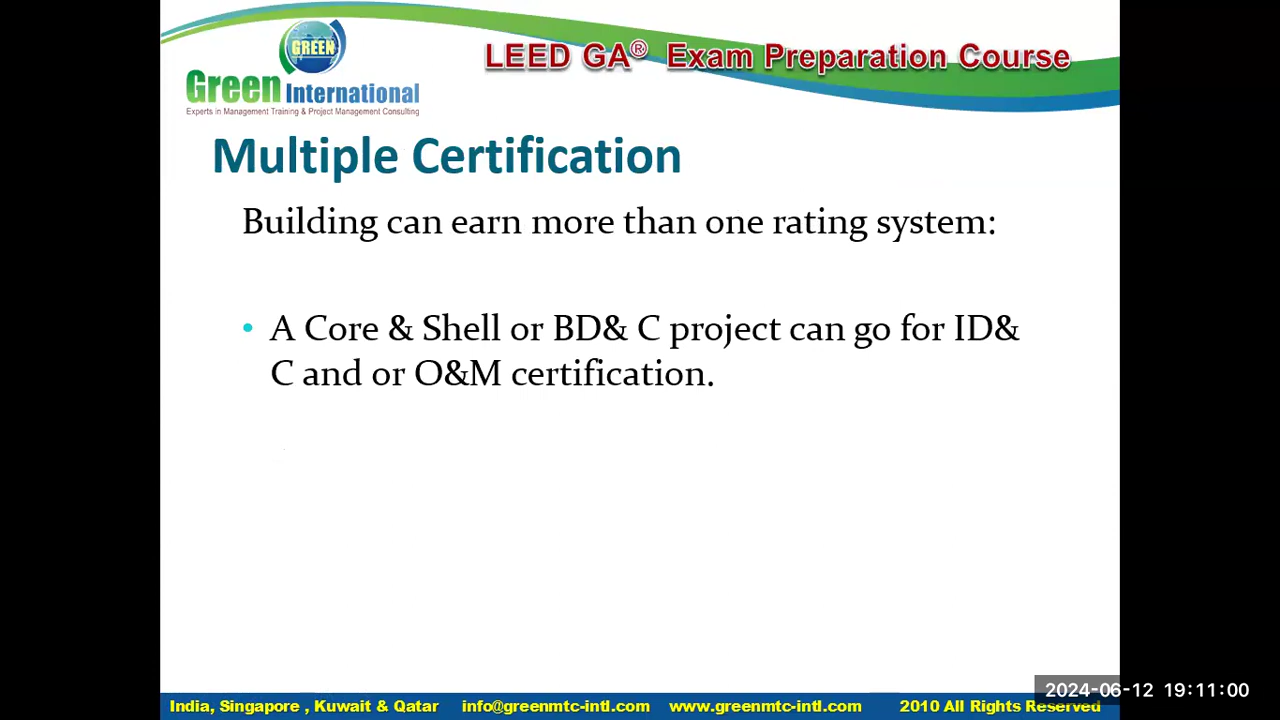 GREEN
Green International
Experts in Management Training & Project Management Consulting
LEED GA® Exam Preparation Course
Multiple Certification
Building can earn more than one rating system:
• A Core & Shell or BD& C project can go for ID&
C and or O&M certification.
2024-06-12 19:11:00
India, Singapore , Kuwait & Qatar info@greenmtc-intl.com www.greenmtc-intl.com 2010 All Rights Reserved